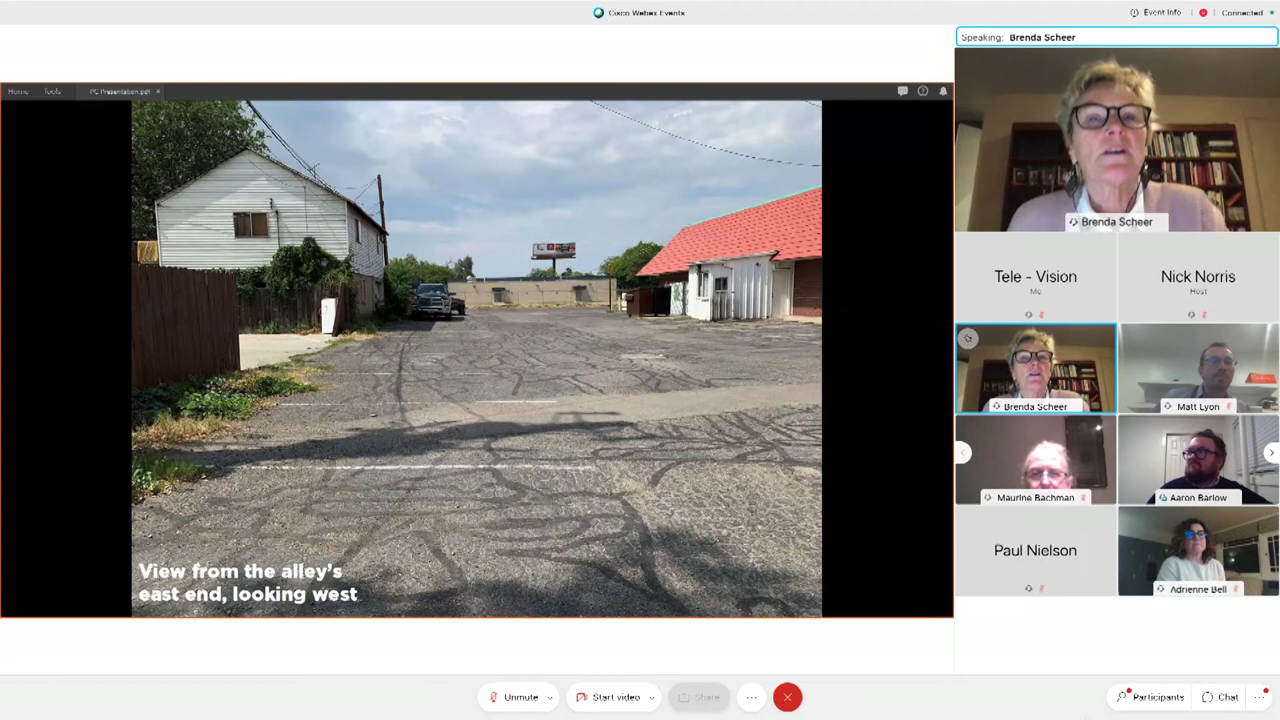 Cisco Webex Events
Event Info
Connected
Speaking: Brenda Scheer
Home Tools PC Presentation.pdf
Brenda Scheer
Tele - Vision
Me
Nick Norris
Host
Brenda Scheer
Matt Lyon
Maurine Bachman
Aaron Barlow
Paul Nielson
Adrienne Bell
View from the alley's
east end, looking west
Unmute
Start video
Share
Participants
Chat